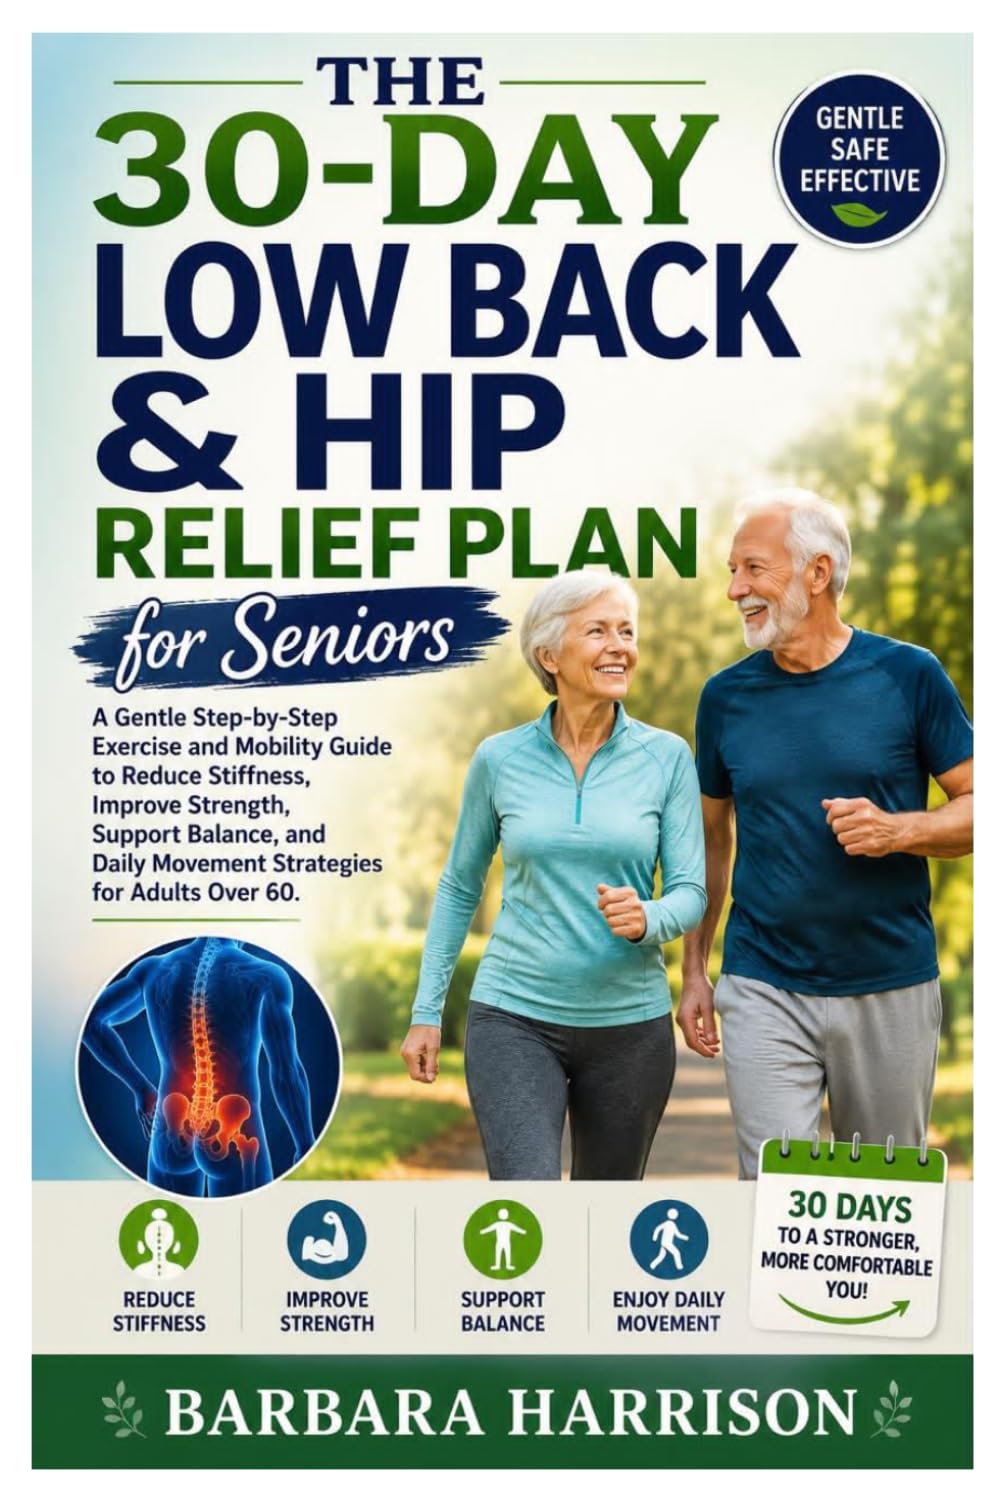 THE
30-DAY
LOW BACK
& HIP
RELIEF PLAN
for Seniors
GENTLE
SAFE
EFFECTIVE
A Gentle Step-by-Step
Exercise and Mobility Guide
to Reduce Stiffness,
Improve Strength,
Support Balance, and
Daily Movement Strategies
for Adults Over 60.
REDUCE
STIFFNESS
IMPROVE
STRENGTH
SUPPORT
BALANCE
ENJOY DAILY
MOVEMENT
30 DAYS
TO A STRONGER,
MORE COMFORTABLE
YOU!
BARBARA HARRISON